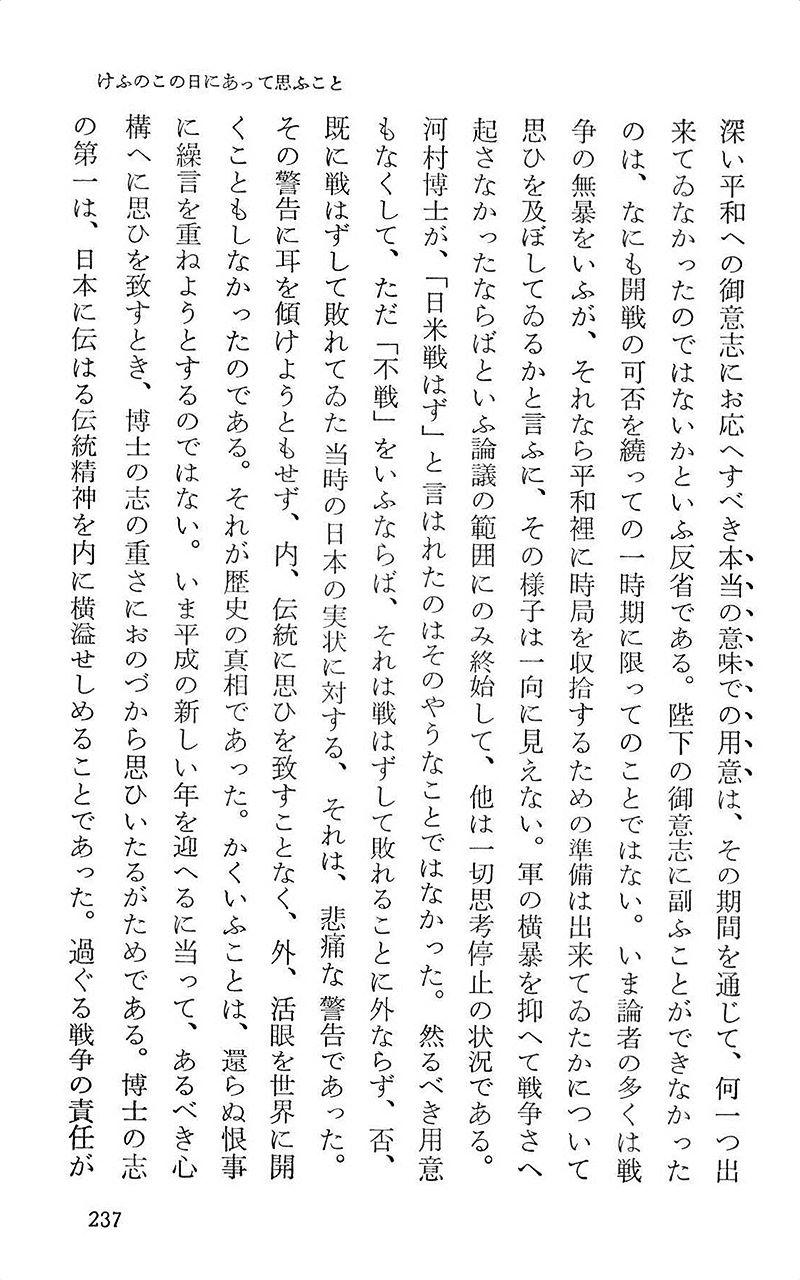 けふのこの日にあって思ふこと
深い平和への御意志にお応へすべき本当の意味での用意は、その期間を通じて、何一つ出
来てゐなかったのではないかといふ反省である。陛下の御意志に副ふことができなかった
のは、なにも開戦の可否を繞っての一時期に限ってのことではない。いま論者の多くは戦
争の無暴をいふが、それなら平和裡に時局を収拾するための準備は出来てゐたかについて
思ひを及ぼしてゐるかと言ふに、その様子は一向に見えない。軍の横暴を抑へて戦争さへ
起さなかったならばといふ論議の範囲にのみ終始して、他は一切思考停止の状況である。
河村博士が、「日米戦はず」と言はれたのはそのやうなことではなかった。然るべき用意
もなくして、ただ「不戦」をいふならば、それは戦はずして敗れることに外ならず、否、
既に戦はずして敗れてゐた当時の日本の実状に対する、それは、悲痛な警告であった。
その警告に耳を傾けようともせず、内、伝統に思ひを致すことなく、外、活眼を世界に開
くこともしなかったのである。それが歴史の真相であった。かくいふことは、還らぬ恨事
に繰言を重ねようとするのではない。いま平成の新しい年を迎へるに当って、あるべき心
構へに思ひを致すとき、博士の志の重さにおのづから思ひいたるがためである。博士の志
の第一は、日本に伝はる伝統精神を内に横溢せしめることであった。過ぐる戦争の責任が
237